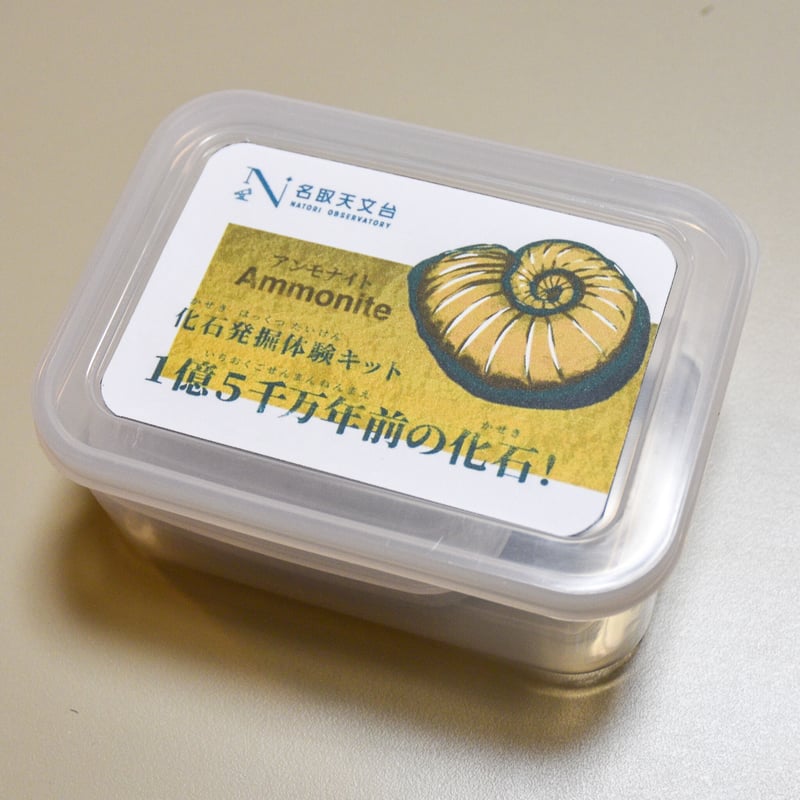 N
名取天文台
NATORI OBSERVATORY
アンモナイト
Ammonite
かせき はっくつたいけん
化石発掘体験キット
いちおくごせんまんねんまえ かせき
1億5千万年前の化石!